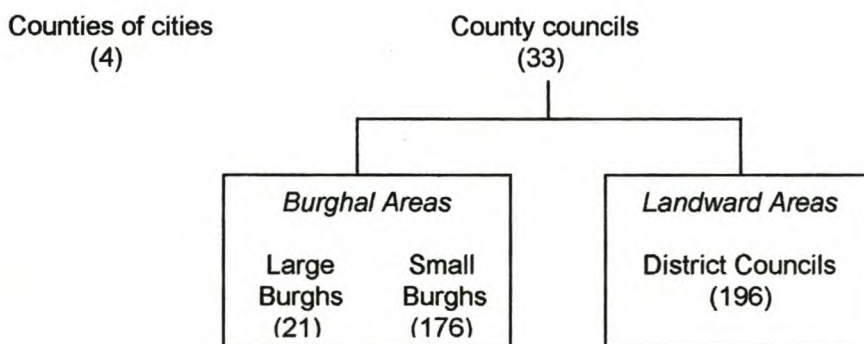 Counties of cities
(4)
County councils
(33)
Burghal Areas
Large
Burghs
(21)
Small
Burghs
(176)
Landward Areas
District Councils
(196)